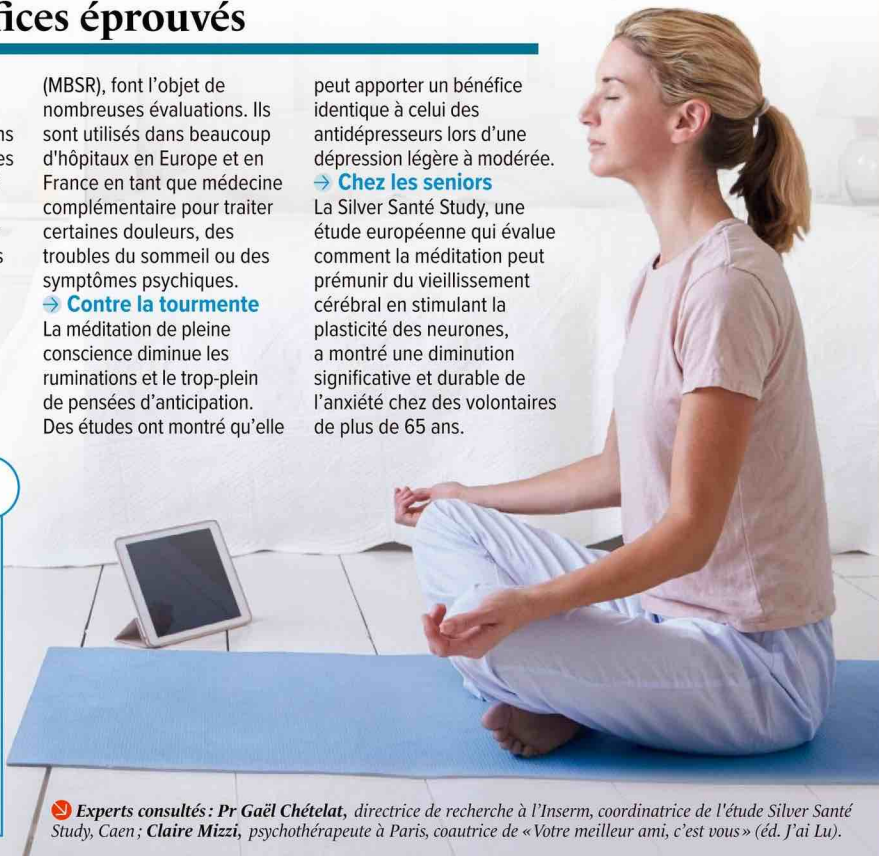 fices éprouvés
(MBSR), font l'objet de
nombreuses évaluations. Ils
sont utilisés dans beaucoup
d'hôpitaux en Europe et en
France en tant que médecine
complémentaire pour traiter
certaines douleurs, des
troubles du sommeil ou des
symptômes psychiques.
→ Contre la tourmente
La méditation de pleine
conscience diminue les
ruminations et le trop-plein
de pensées d'anticipation.
Des études ont montré qu'elle
peut apporter un bénéfice
identique à celui des
antidépresseurs lors d'une
dépression légère à modérée.
→ Chez les seniors
La Silver Santé Study, une
étude européenne qui évalue
comment la méditation peut
prémunir du vieillissement
cérébral en stimulant la
plasticité des neurones,
a montré une diminution
significative et durable de
l'anxiété chez des volontaires
de plus de 65 ans.
Experts consultés : Pr Gaël Chételat, directrice de recherche à l'Inserm, coordinatrice de l'étude Silver Santé
Study, Caen ; Claire Mizzi, psychothérapeute à Paris, coautrice de « Votre meilleur ami, c'est vous » (éd. J'ai Lu).